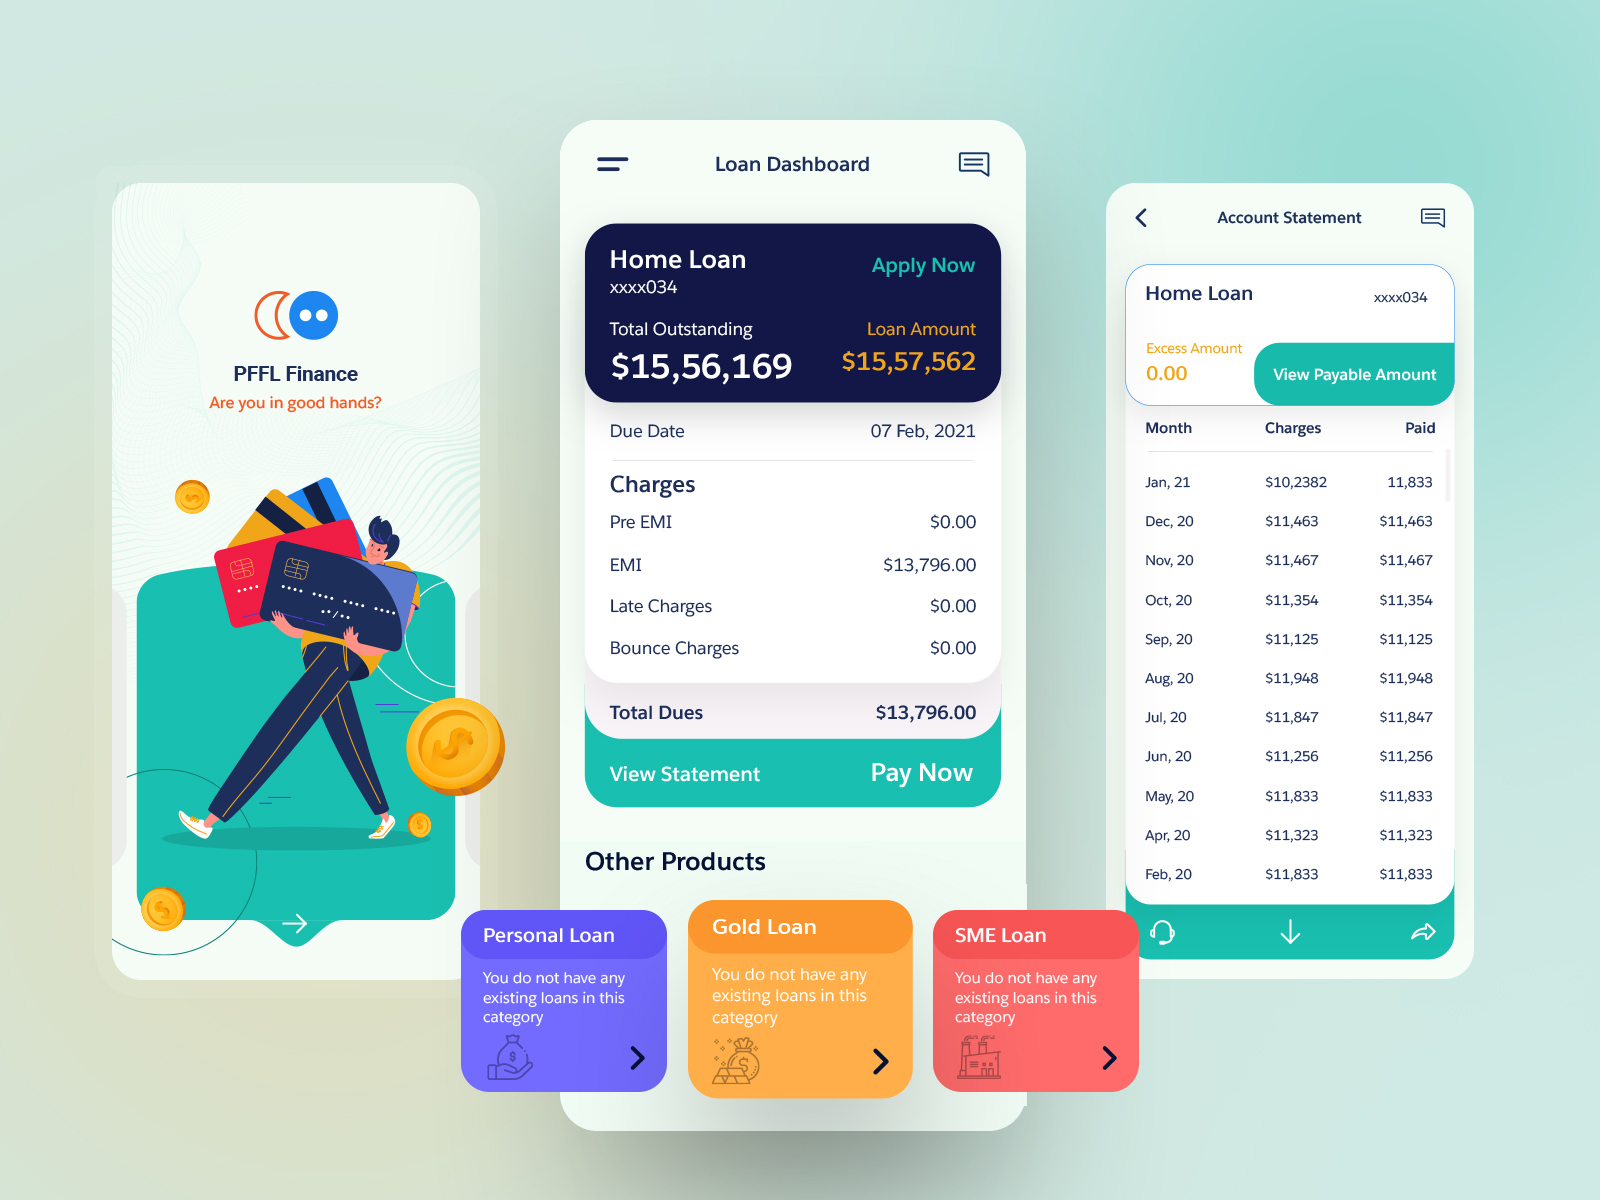 PFFL Finance
Are you in good hands?
Loan Dashboard
Home Loan
Apply Now
xxxx034
Total Outstanding
Loan Amount
$15,56,169
$15,57,562
Due Date
07 Feb, 2021
Charges
Pre EMI
$0.00
EMI
$13,796.00
Late Charges
$0.00
Bounce Charges
$0.00
Total Dues
$13,796.00
View Statement
Pay Now
Other Products
Personal Loan
You do not have any
existing loans in this
category
Gold Loan
You do not have any
existing loans in this
category
SME Loan
You do not have any
existing loans in this
category
Account Statement
Home Loan
xxxx034
Excess Amount
0.00
View Payable Amount
Month Charges Paid
Jan, 21 $10,2382 11,833
Dec, 20 $11,463 $11,463
Nov, 20 $11,467 $11,467
Oct, 20 $11,354 $11,354
Sep, 20 $11,125 $11,125
Aug, 20 $11,948 $11,948
Jul, 20 $11,847 $11,847
Jun, 20 $11,256 $11,256
May, 20 $11,833 $11,833
Apr, 20 $11,323 $11,323
Feb, 20 $11,833 $11,833